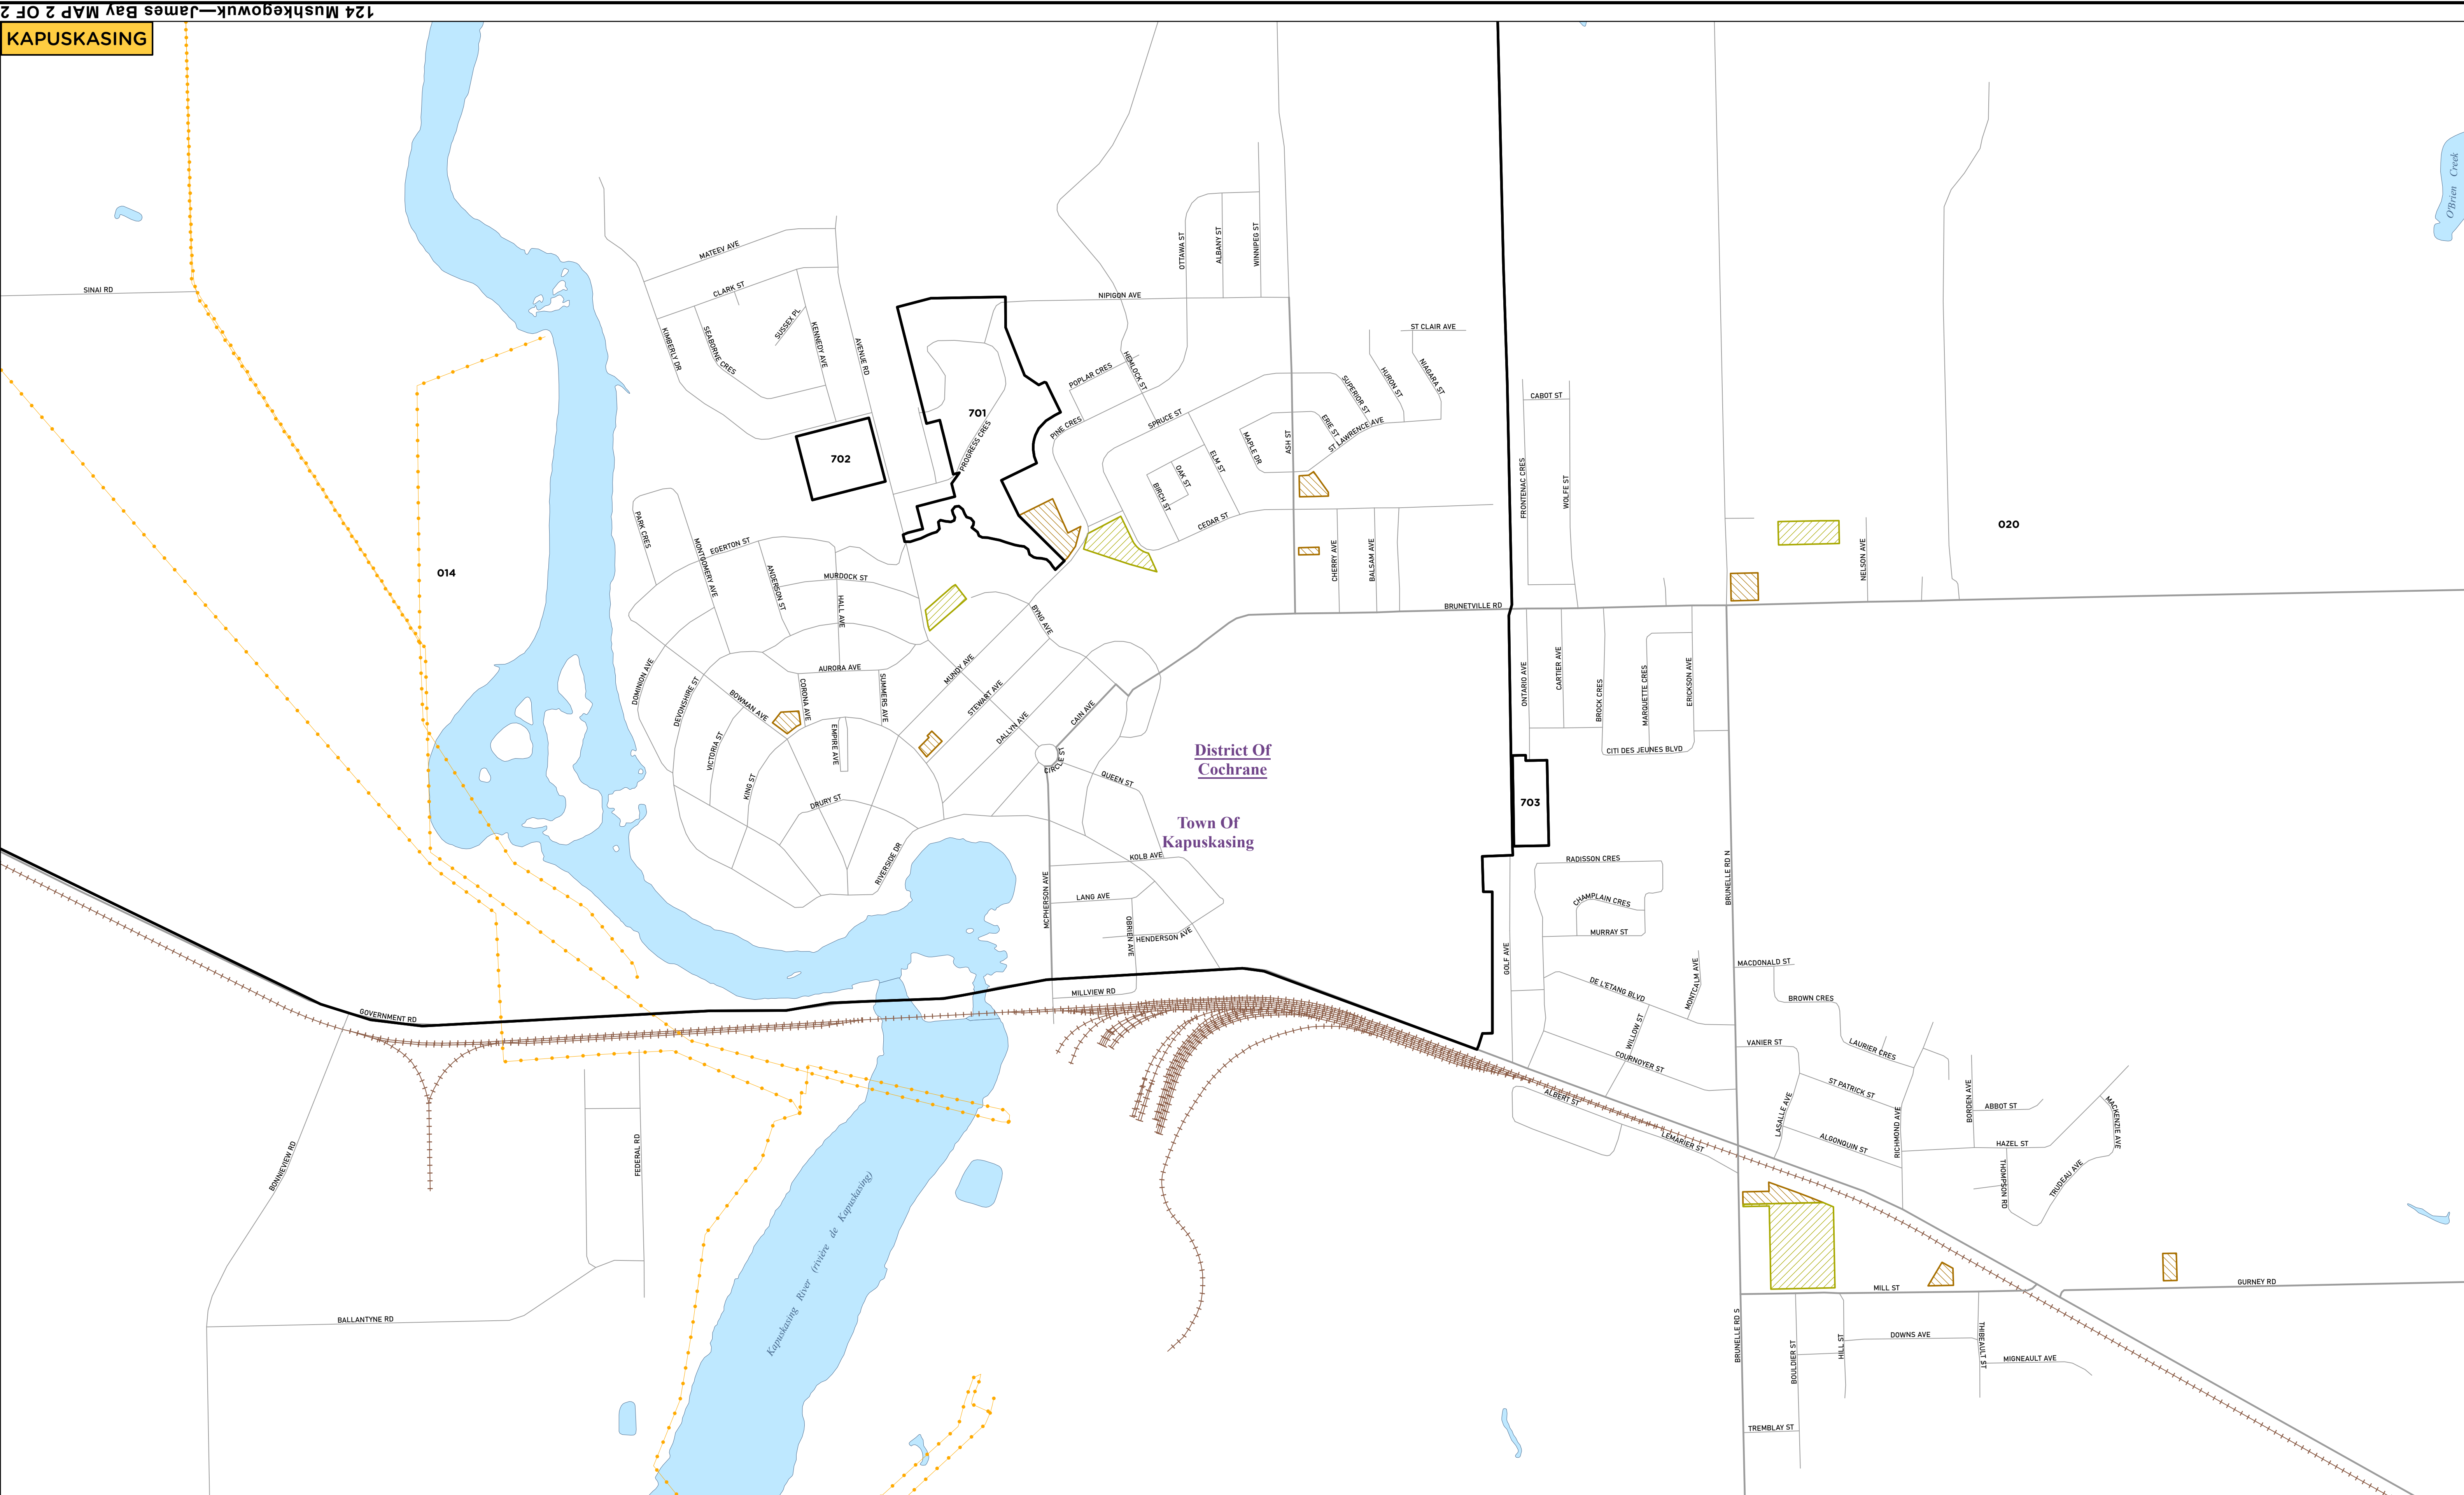 124 Mushkegowuk—James Bay MAP 2 OF 2
KAPUSKASING
O'Brien Creek
MATEEV AVE
SINAI RD
CLARK ST
KIMBERLY DR
SEABORNE CRES
SUSSEX PL
KENNEDY AVE
AVENUE RD
OTTAWA ST
ALBANY ST
WINNIPEG ST
NIPIGON AVE
ST CLAIR AVE
POPLAR CRES
HEMLOCK ST
SUPERIOR ST
HURON ST
NIAGARA ST
CABOT ST
701
702
PROGRESS CRES
PINE CRES
SPRUCE ST
MAPLE DR
ASH ST
ERIE ST
ST LAWRENCE AVE
ELM ST
OAK ST
BIRCH ST
CEDAR ST
FRONTENAC CRES
WOLFE ST
020
014
PARK CRES
MONTGOMERY AVE
EGERTON ST
ANDERSON ST
MURDOCK ST
HALL AVE
CHERRY AVE
BALSAM AVE
NELSON AVE
BRUNETVILLE RD
BYNG AVE
DOMINION AVE
DEVONSHIRE ST
AURORA AVE
BOWMAN AVE
CORONA AVE
SUMMERS AVE
MUNDY AVE
STEWART AVE
DALLYN AVE
CAIN AVE
VICTORIA ST
EMPIRE AVE
KING ST
DRURY ST
CIRCLE ST
QUEEN ST
ONTARIO AVE
CARTIER AVE
BROCK CRES
MARQUETTE CRES
ERICKSON AVE
CITI DES JEUNES BLVD
District Of
Cochrane
703
Town Of
Kapuskasing
RIVERSIDE DR
KOLB AVE
MCPHERSON AVE
LANG AVE
OBRIEN AVE
HENDERSON AVE
RADISSON CRES
CHAMPLAIN CRES
MURRAY ST
BRUNELLE RD N
GOLF AVE
MACDONALD ST
DE L'ETANG BLVD
MONTCALM AVE
MILLVIEW RD
BROWN CRES
GOVERNMENT RD
WILLOW ST
COURNOYER ST
VANIER ST
LAURIER CRES
ST PATRICK ST
ALBERT ST
LEMARIER ST
LASALLE AVE
ALGONQUIN ST
RICHMOND AVE
BORDEN AVE
ABBOT ST
MACKENZIE AVE
HAZEL ST
THOMPSON RD
TRUDEAU AVE
BONNIEVIEW RD
FEDERAL RD
Kapuskasing River (rivière de Kapuskasing)
BALLANTYNE RD
MILL ST
GURNEY RD
BRUNELLE RD S
BOULDIER ST
HILL ST
DOWNS AVE
THIBEAULT ST
MIGNEAULT AVE
TREMBLAY ST